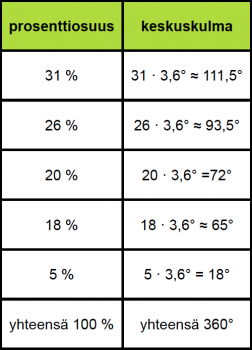 prosenttiosuus keskuskulma
31 % 31 · 3,6° ≈ 111,5°
26 % 26 · 3,6° ≈ 93,5°
20 % 20 · 3,6° =72°
18 % 18 · 3,6° ≈ 65°
5 % 5 · 3,6° = 18°
yhteensä 100 % yhteensä 360°